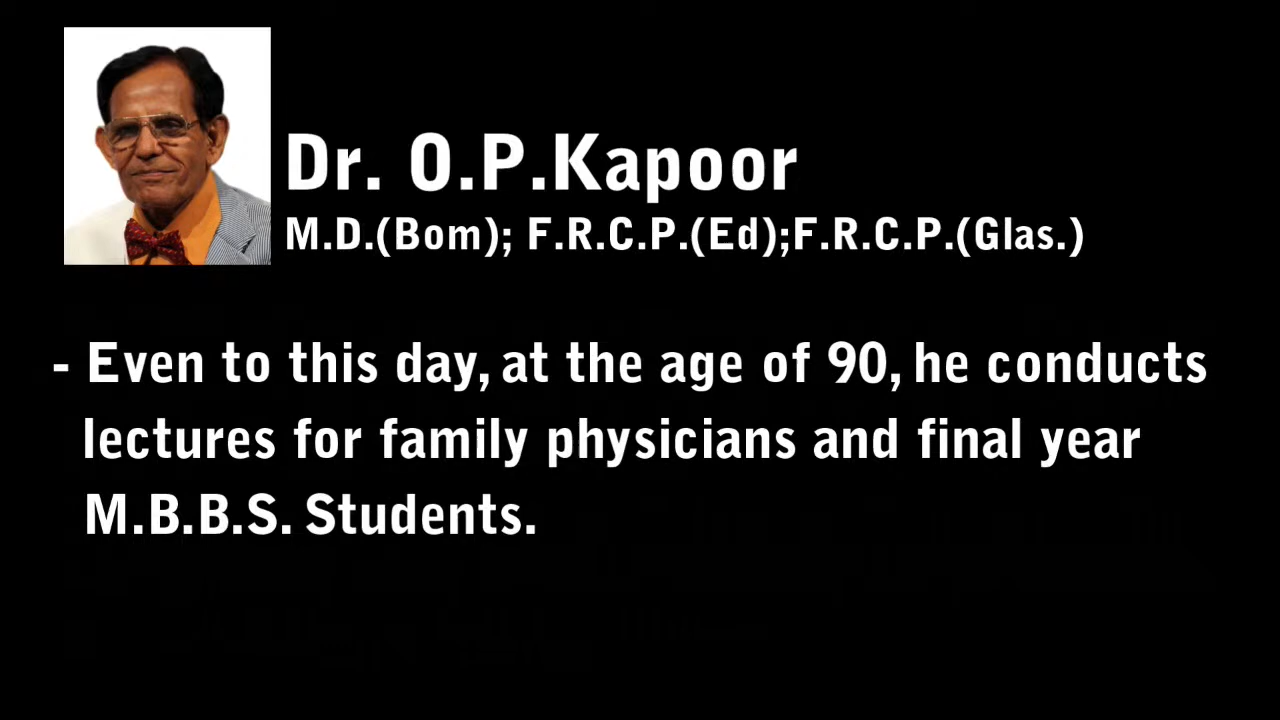 Dr. O.P.Kapoor
M.D.(Bom); F.R.C.P.(Ed);F.R.C.P.(Glas.)
- Even to this day, at the age of 90, he conducts
lectures for family physicians and final year
M.B.B.S. Students.